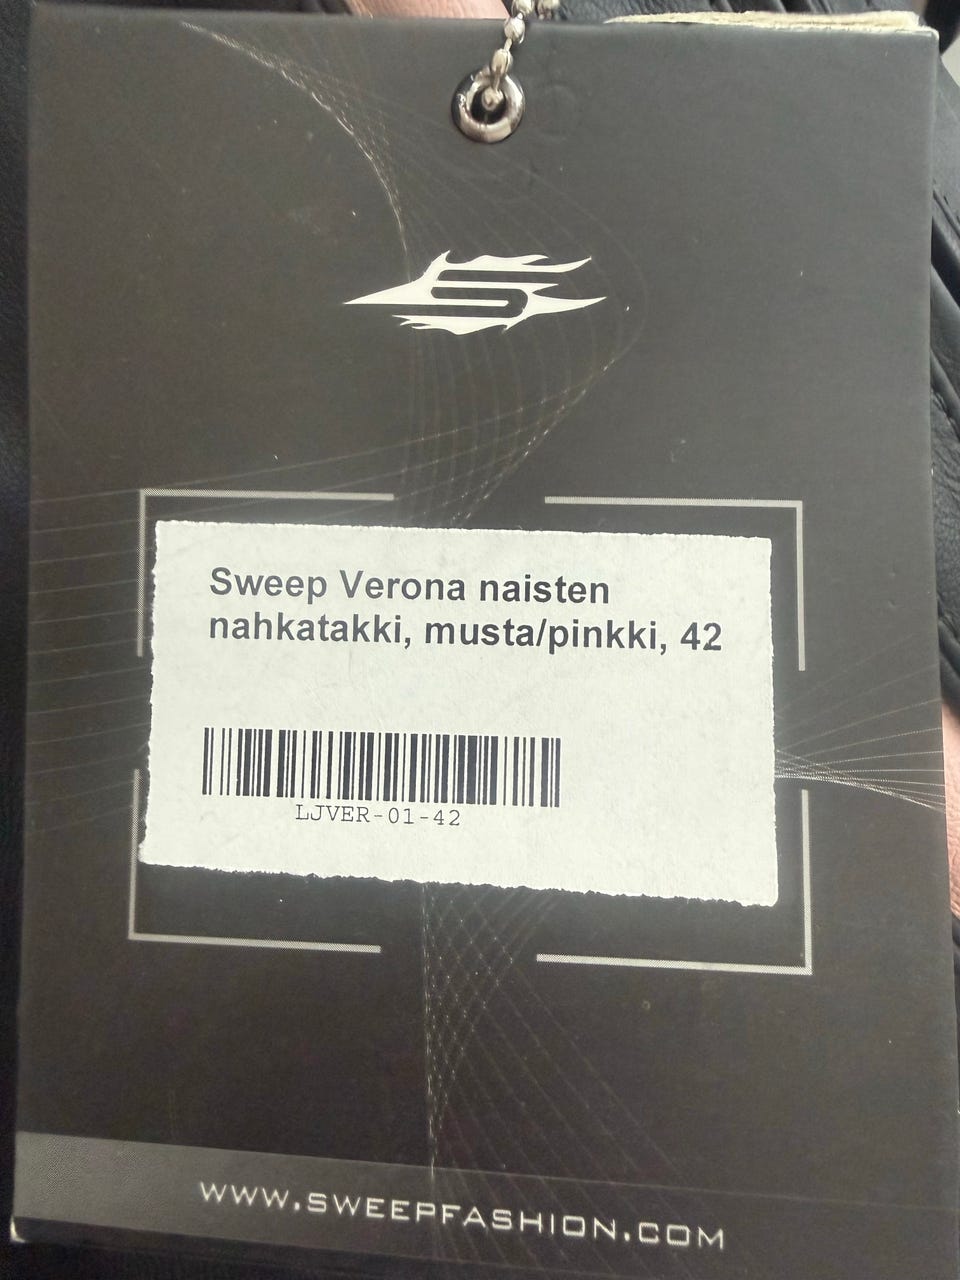 Sweep Verona naisten
nahkatakki, musta/pinkki, 42
LJVER-01-42
WWW.SWEEPFASHION.COM